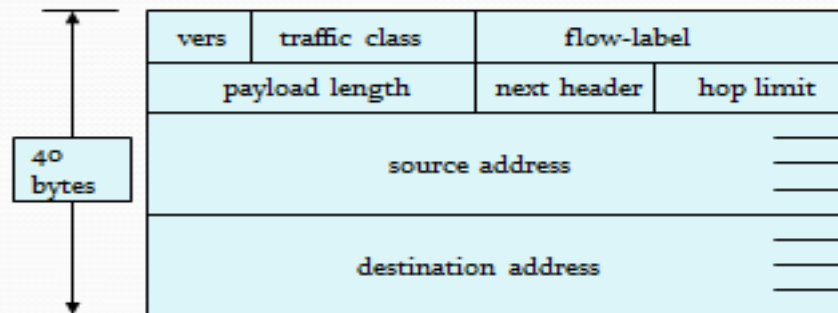 vers traffic class flow-label
payload length next header hop limit
40
bytes
source address
destination address